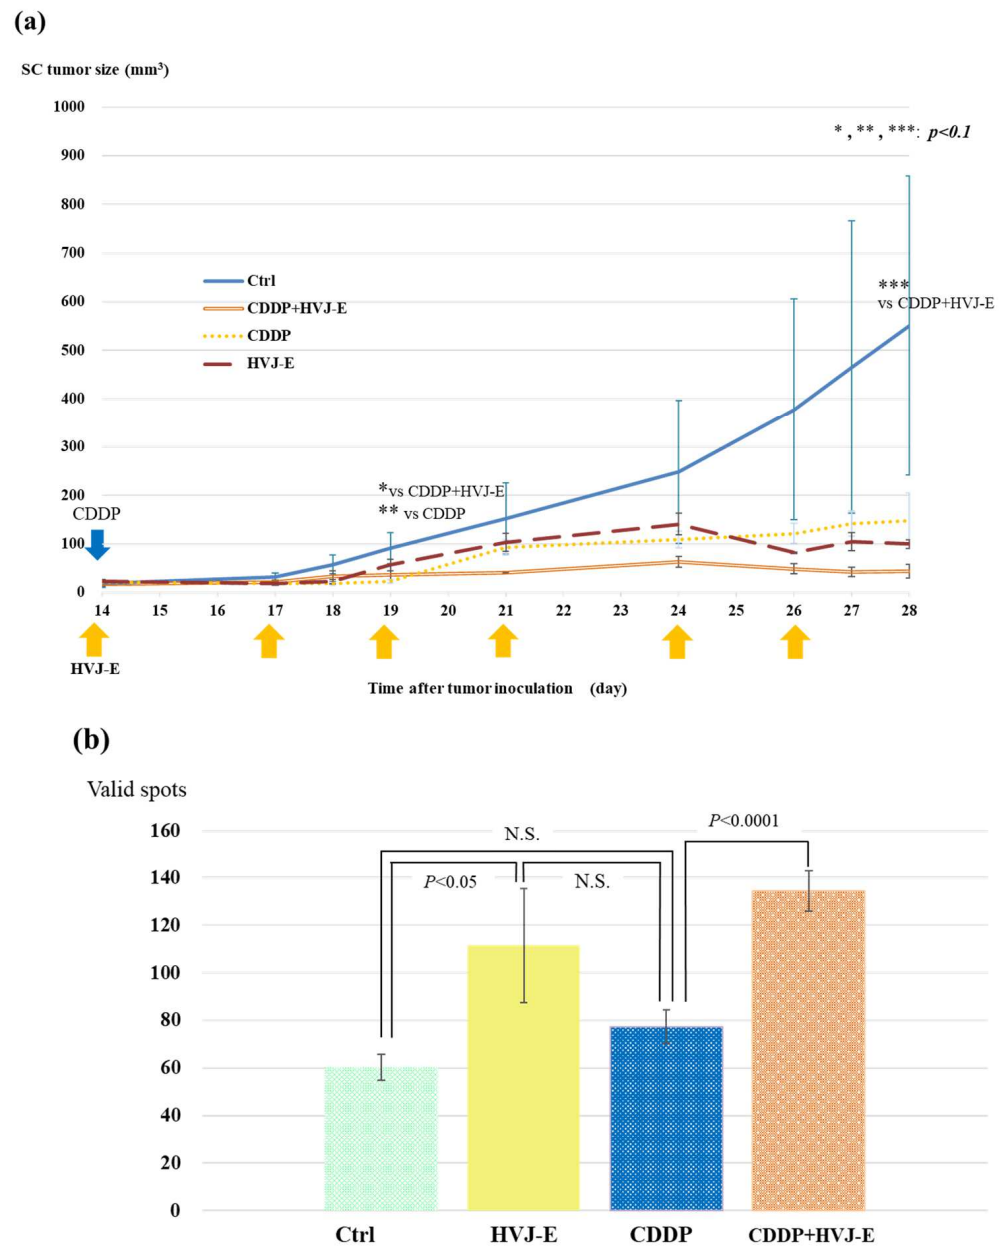 (a)
SC tumor size (mm³)
1000
* , ** , ***: p<0.1
900
800
700
600
500
400
300
200
100
0
Ctrl
CDDP+HVJ-E
CDDP
HVJ-E
***
vs CDDP+HVJ-E
*vs CDDP+HVJ-E
** vs CDDP
CDDP
14 15 16 17 18 19 20 21 22 23 24 25 26 27 28
HVJ-E
Time after tumor inoculation (day)
(b)
Valid spots
160
140
120
100
80
60
40
20
0
N.S.
P<0.0001
P<0.05
N.S.
Ctrl HVJ-E CDDP CDDP+HVJ-E